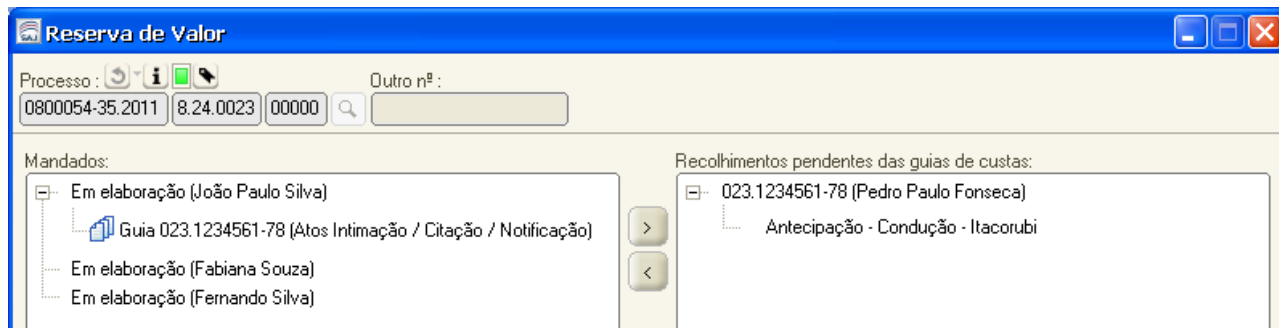 Reserva de Valor
Processo :
Outro nº :
0800054-35.2011 8.24.0023 00000
Mandados:
Em elaboração (João Paulo Silva)
Guia 023.1234561-78 (Atos Intimação / Citação / Notificação)
Em elaboração (Fabiana Souza)
Em elaboração (Fernando Silva)
>
<
Recolhimentos pendentes das guias de custas:
023.1234561-78 (Pedro Paulo Fonseca)
Antecipação - Condução - Itacorubi